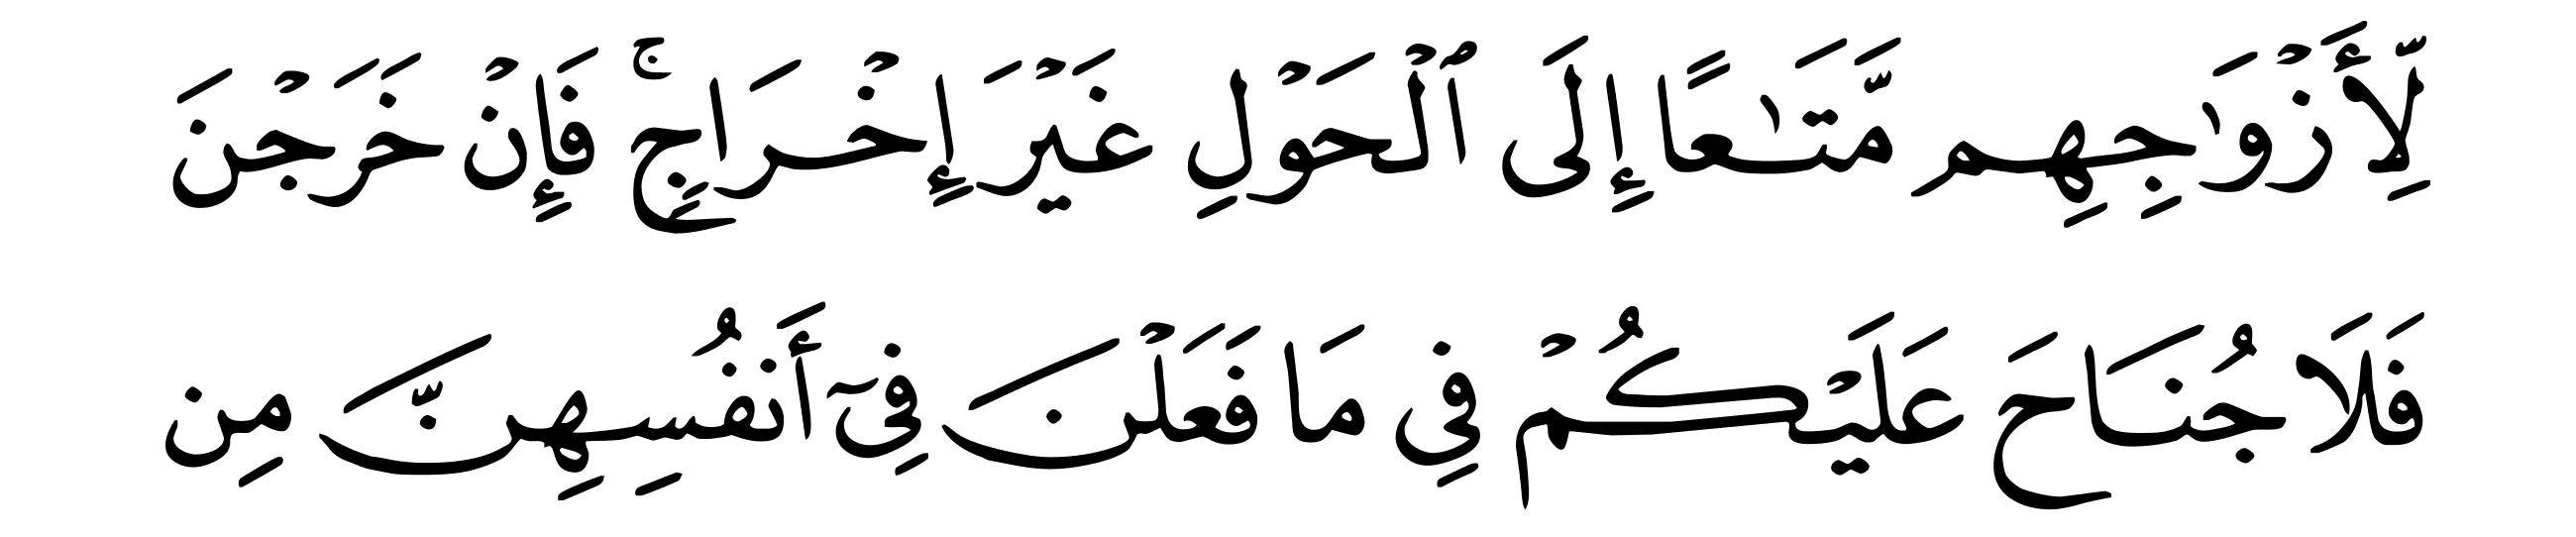 لِّأَزْوَٰجِهِم مَّتَـٰعًا إِلَى ٱلْحَوْلِ غَيْرَ إِخْرَاجٍۚ فَإِنْ خَرَجْنَ
فَلَا جُنَاحَ عَلَيْكُمْ فِي مَا فَعَلْنَ فِىٓ أَنفُسِهِنَّ مِن